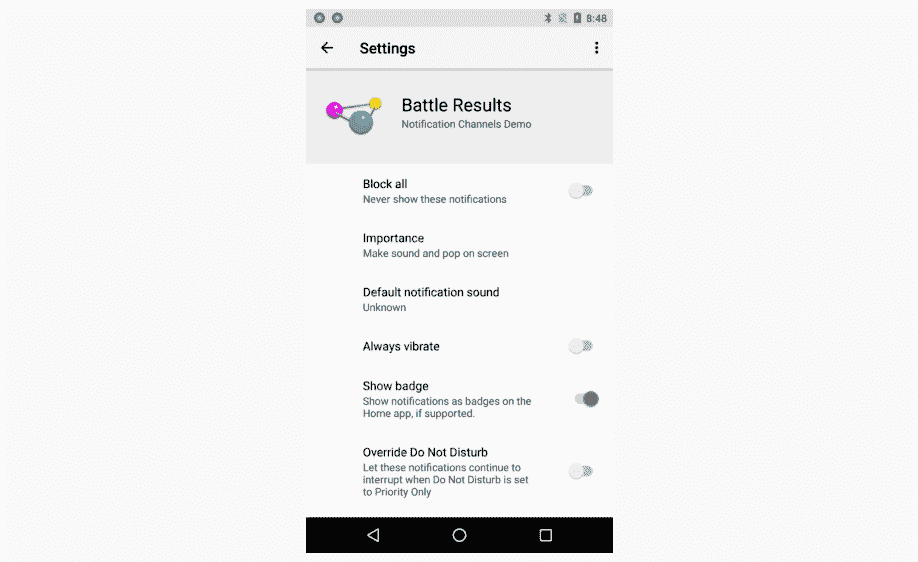 8:48
Settings
Battle Results
Notification Channels Demo
Block all
Never show these notifications
Importance
Make sound and pop on screen
Default notification sound
Unknown
Always vibrate
Show badge
Show notifications as badges on the
Home app, if supported.
Override Do Not Disturb
Let these notifications continue to
interrupt when Do Not Disturb is set
to Priority Only